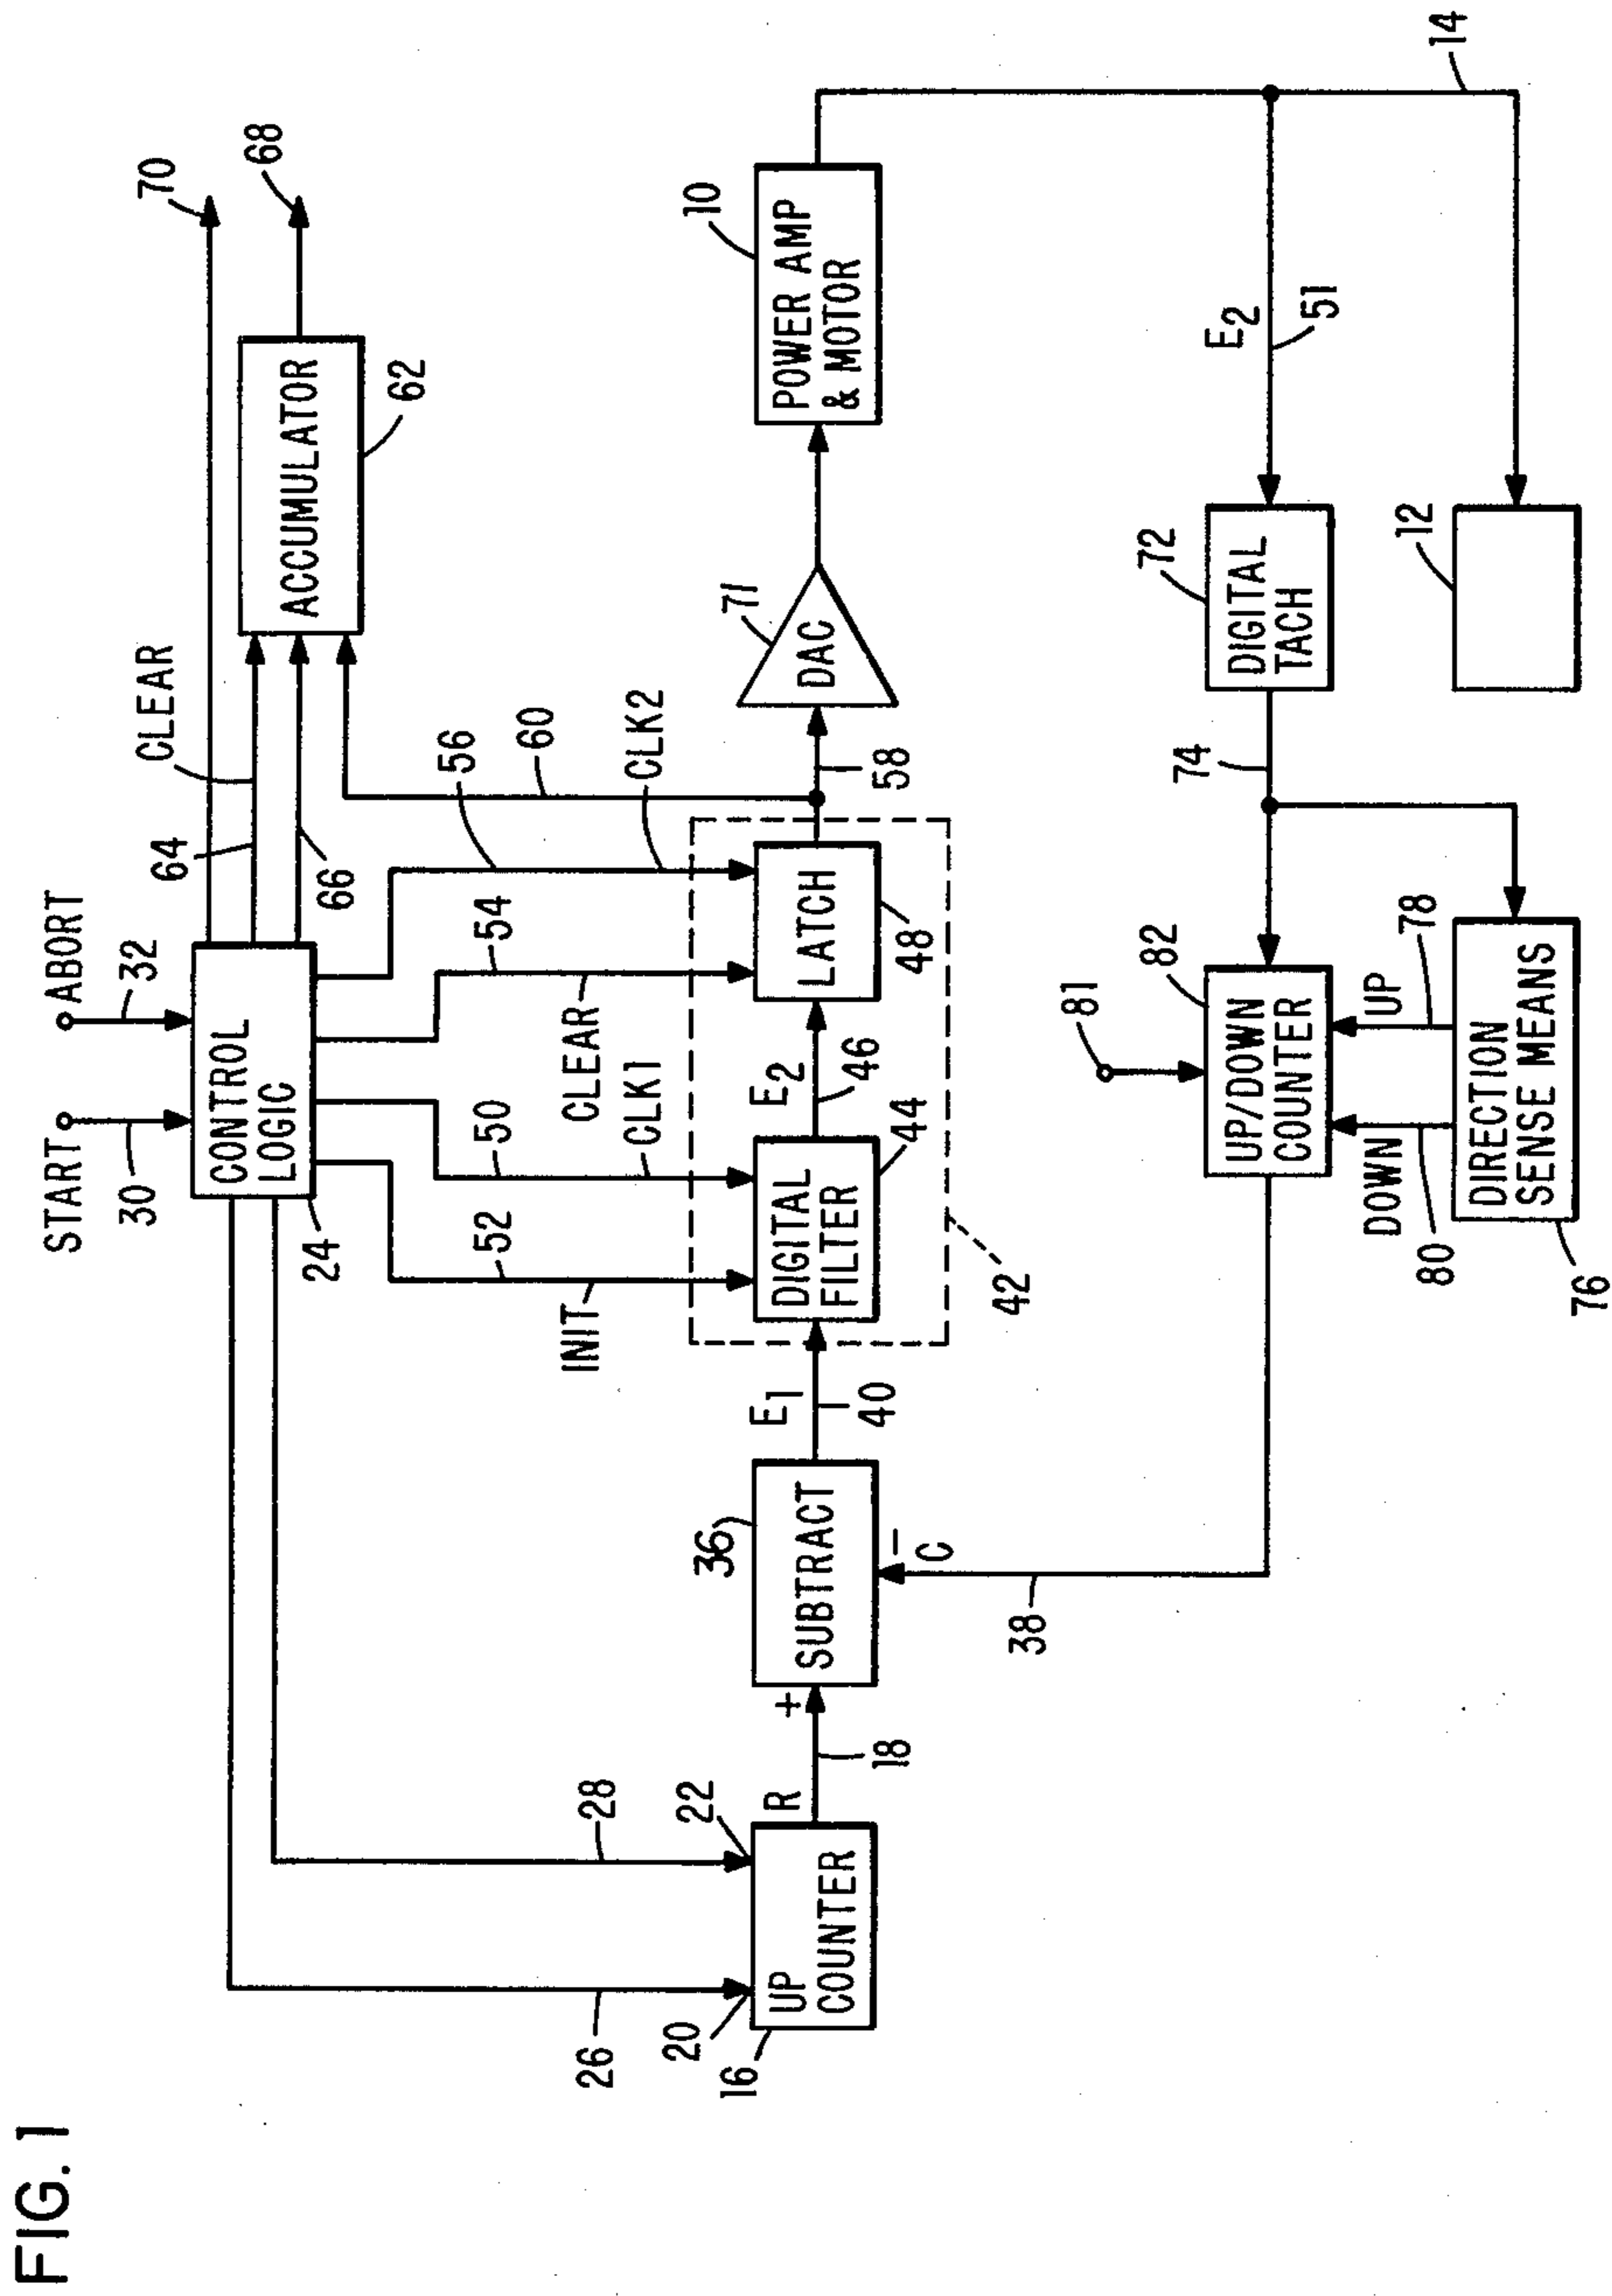 FIG. 1
START
ABORT
30
32
CONTROL
LOGIC
24
70
CLEAR
64
66
ACCUMULATOR
62
68
26
28
52
INIT
50
CLK1
54
CLEAR
56
CLK2
60
20
22
16
UP
COUNTER
R
18
+
36
SUBTRACT
−
C
38
E1
40
DIGITAL
FILTER
44
42
E2
46
LATCH
48
58
71
DAC
10
POWER AMP
& MOTOR
14
E2
51
72
DIGITAL
TACH
12
74
81
82
UP/DOWN
COUNTER
DOWN
80
UP
78
DIRECTION
SENSE MEANS
76